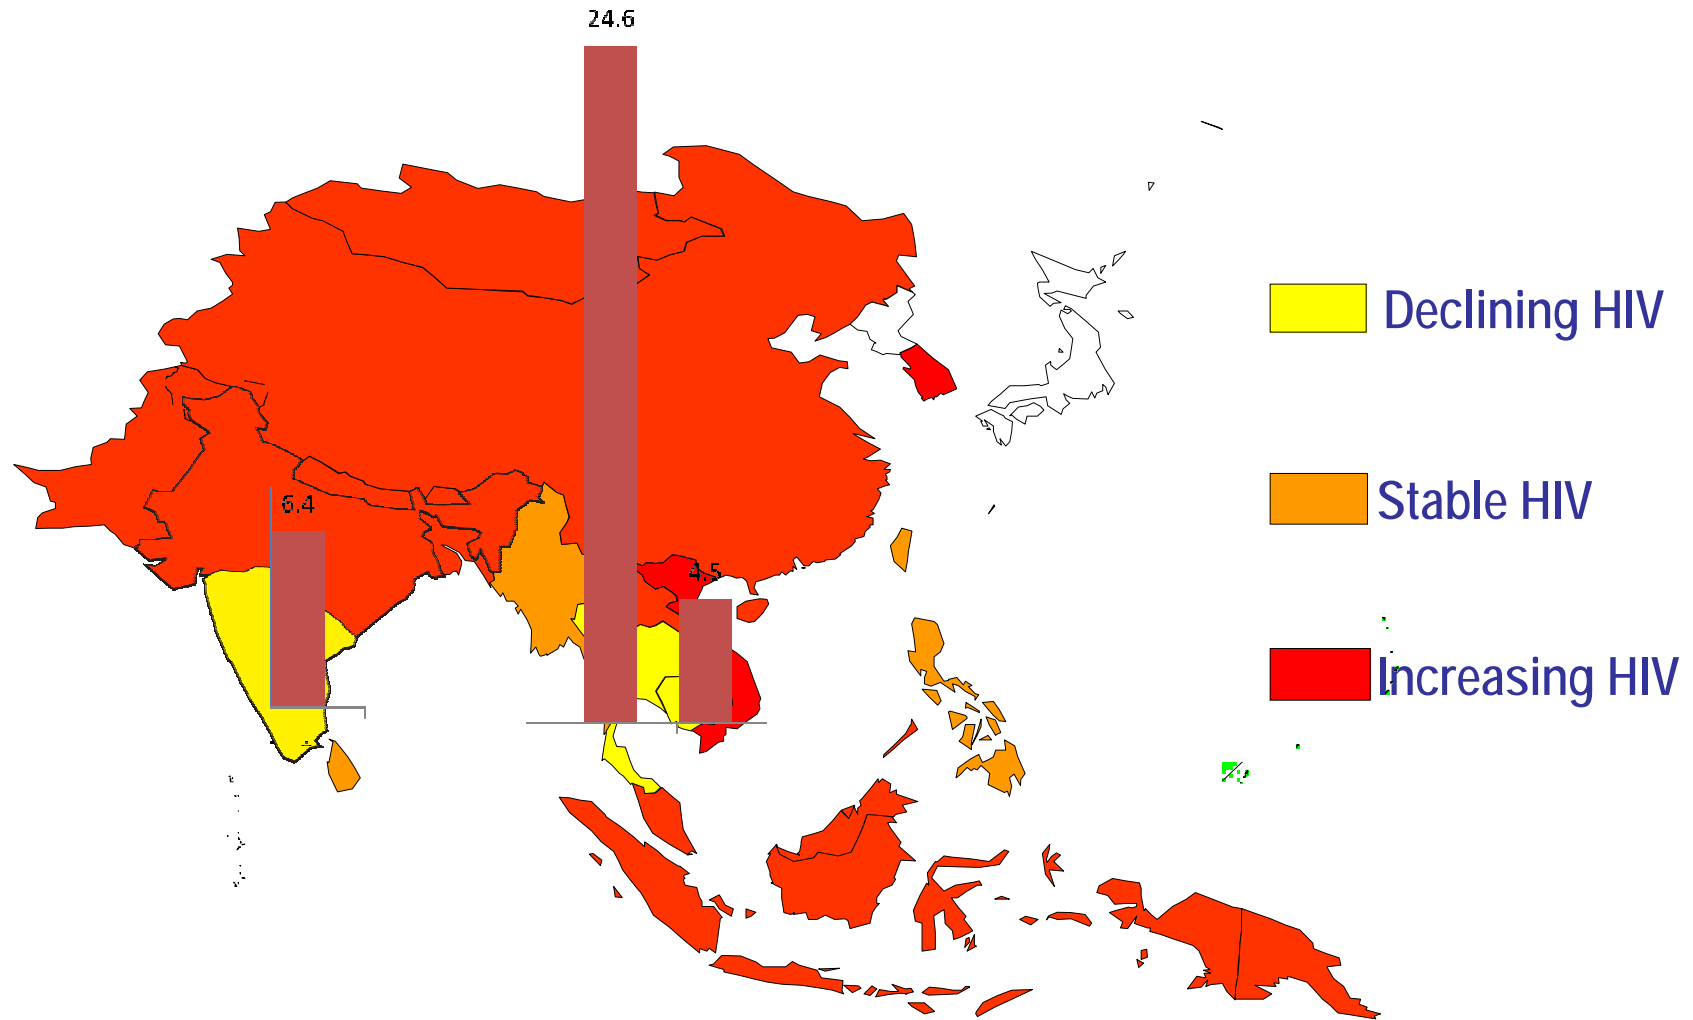 24.6
Declining HIV
6.4
Stable HIV
4.5
Increasing HIV